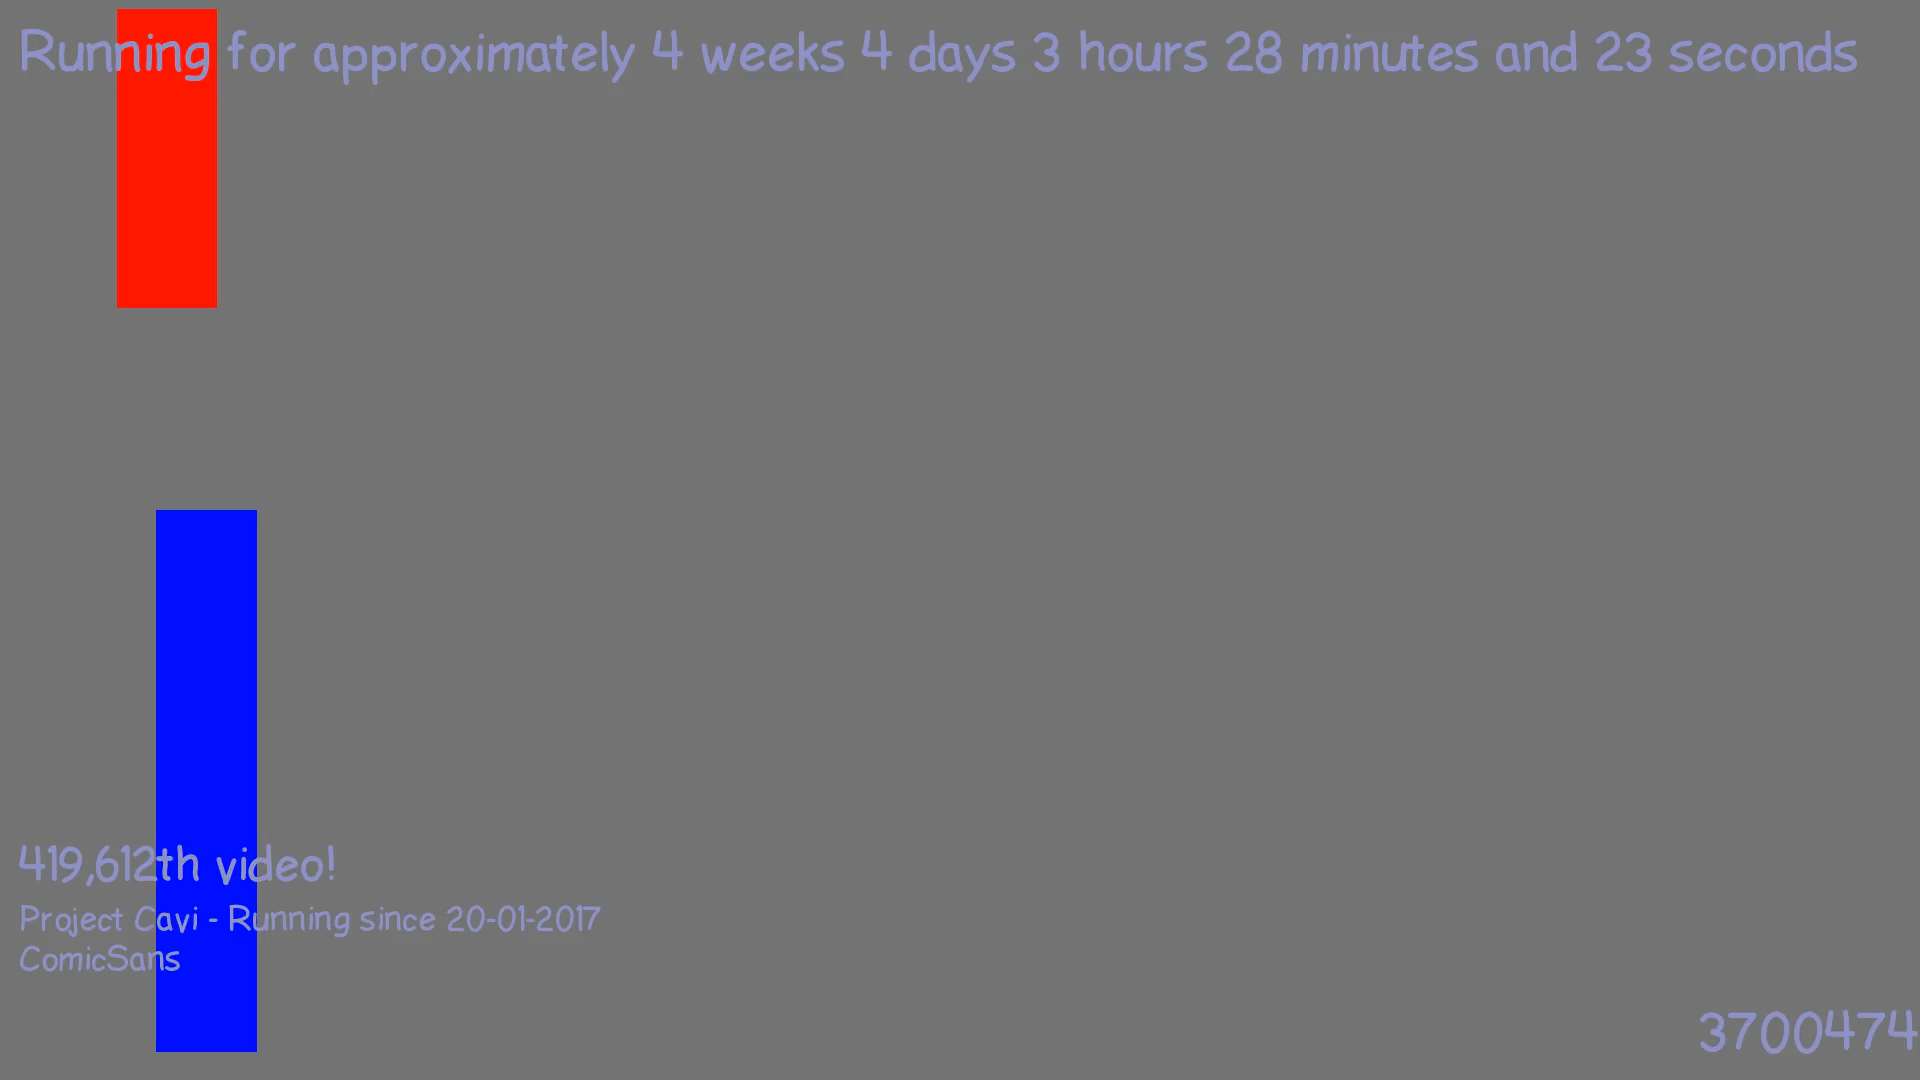 Running for approximately 4 weeks 4 days 3 hours 28 minutes and 23 seconds
419,612th video!
Project Cavi - Running since 20-01-2017
ComicSans
3700474